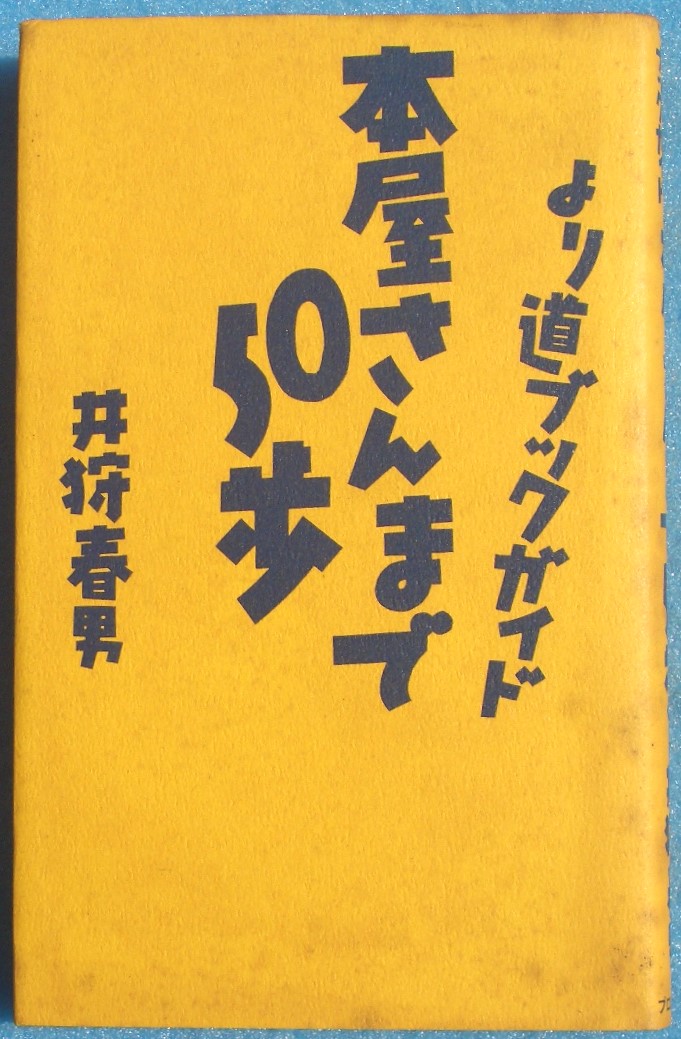 より道ブックガイド
本屋さんまで
50歩
井狩春男